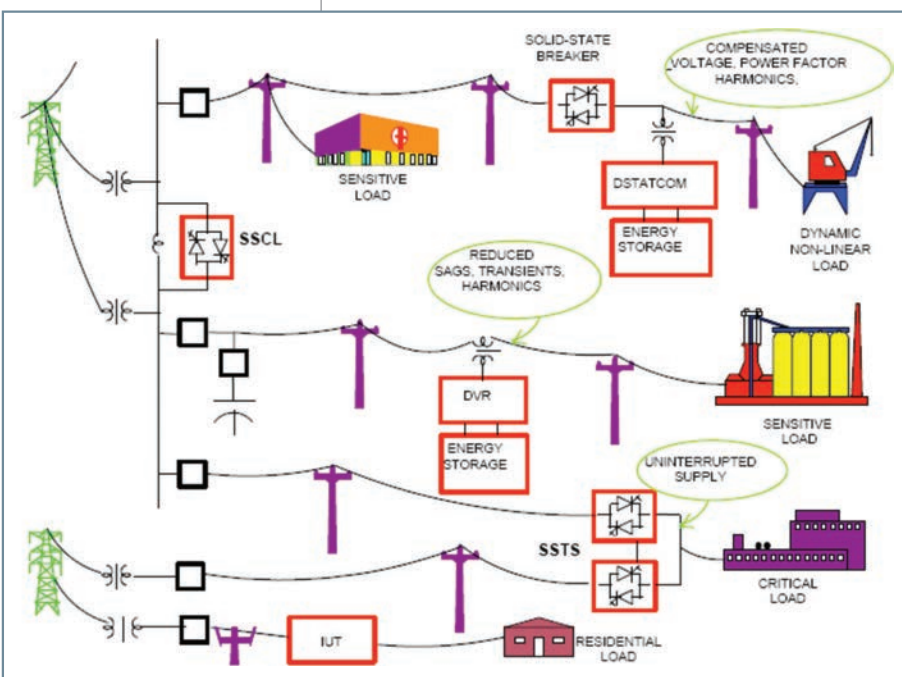 SOLID-STATE
BREAKER
COMPENSATED
VOLTAGE, POWER FACTOR
HARMONICS,
SENSITIVE
LOAD
DSTATCOM
ENERGY
STORAGE
DYNAMIC
NON-LINEAR
LOAD
SSCL
REDUCED
SAGS, TRANSIENTS,
HARMONICS
DVR
ENERGY
STORAGE
SENSITIVE
LOAD
UNINTERRUPTED
SUPPLY
SSTS
CRITICAL
LOAD
IUT
RESIDENTIAL
LOAD